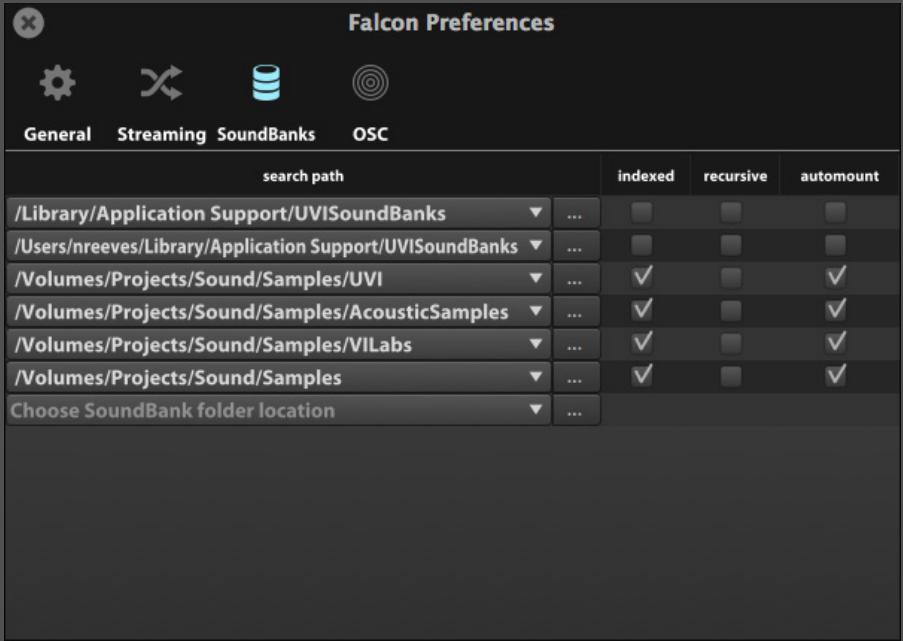 Falcon Preferences
General Streaming SoundBanks OSC
search path indexed recursive automount
/Library/Application Support/UVISoundBanks ...
/Users/nreeves/Library/Application Support/UVISoundBanks ...
/Volumes/Projects/Sound/Samples/UVI ...
/Volumes/Projects/Sound/Samples/AcousticSamples ...
/Volumes/Projects/Sound/Samples/VILabs ...
/Volumes/Projects/Sound/Samples ...
Choose SoundBank folder location ...